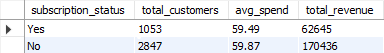 subscription_status total_customers avg_spend total_revenue
Yes 1053 59.49 62645
No 2847 59.87 170436